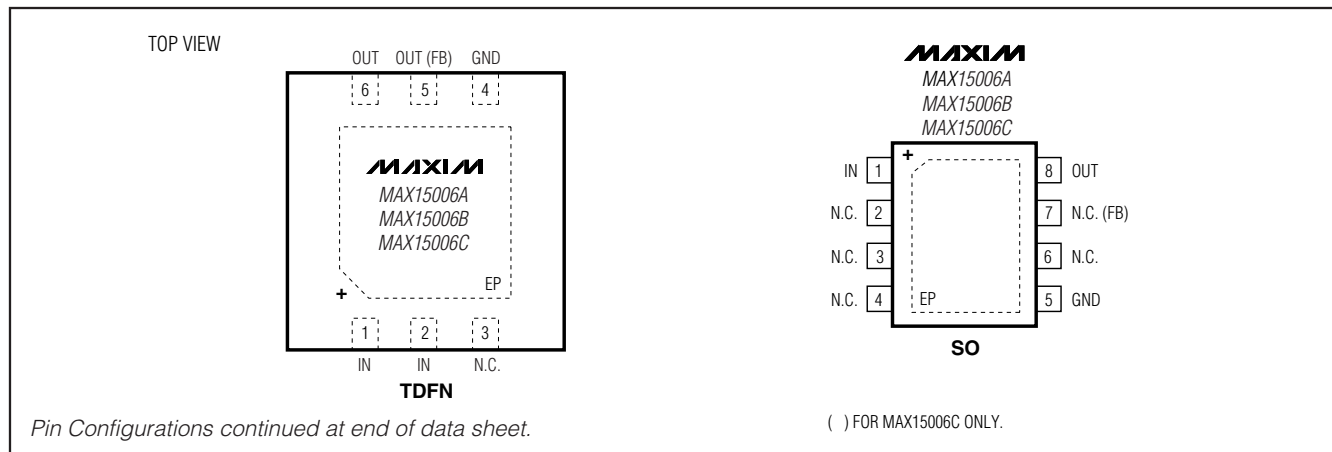 TOP VIEW
OUT OUT (FB) GND
6 5 4
MAXIM
MAX15006A
MAX15006B
MAX15006C
EP
+
1 2 3
IN IN N.C.
TDFN
Pin Configurations continued at end of data sheet.
MAXIM
MAX15006A
MAX15006B
MAX15006C
+
IN 1 8 OUT
N.C. 2 7 N.C. (FB)
N.C. 3 6 N.C.
N.C. 4 EP 5 GND
SO
( ) FOR MAX15006C ONLY.